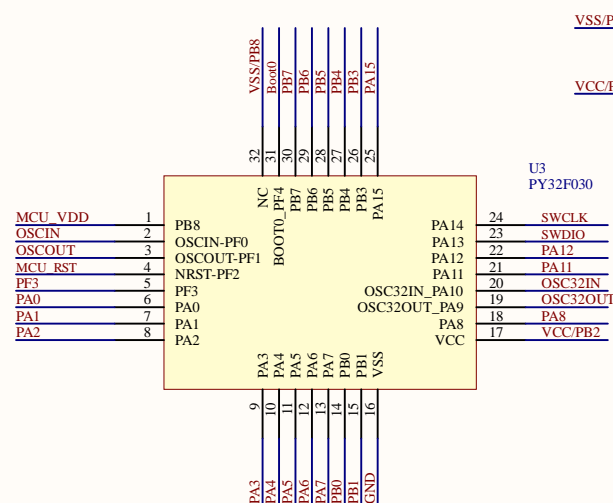 VSS/P
VCC/P
VSS/PB8
Boot0
PB7
PB6
PB5
PB4
PB3
PA15
32
31
30
29
28
27
26
25
U3
PY32F030
NC
BOOT0_PF4
PB7
PB6
PB5
PB4
PB3
PA15
MCU_VDD 1 PB8
OSCIN 2 OSCIN-PF0
OSCOUT 3 OSCOUT-PF1
MCU_RST 4 NRST-PF2
PF3 5 PF3
PA0 6 PA0
PA1 7 PA1
PA2 8 PA2
PA14 24 SWCLK
PA13 23 SWDIO
PA12 22 PA12
PA11 21 PA11
OSC32IN_PA10 20 OSC32IN
OSC32OUT_PA9 19 OSC32OUT
PA8 18 PA8
VCC 17 VCC/PB2
PA3
PA4
PA5
PA6
PA7
PB0
PB1
VSS
9
10
11
12
13
14
15
16
PA3
PA4
PA5
PA6
PA7
PB0
PB1
GND